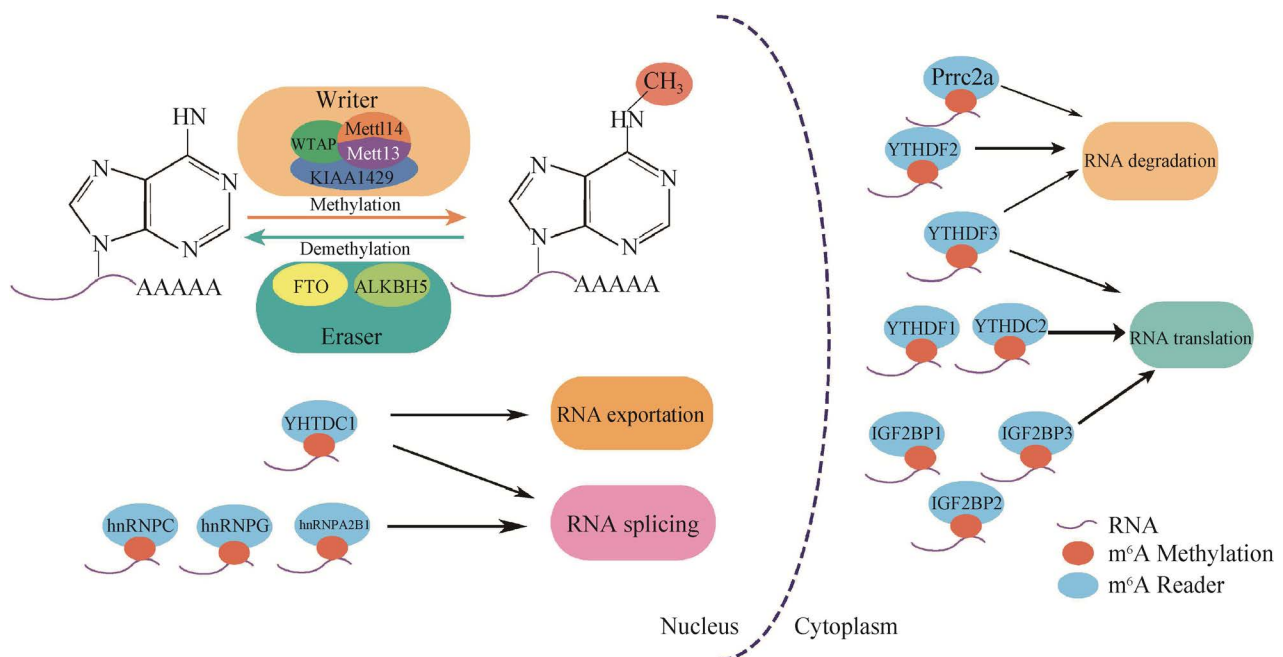 Writer
WTAP
Mettl14
Mettl3
KIAA1429
Methylation
Demethylation
FTO
ALKBH5
Eraser
HN
N
N
N
N
AAAAA
CH₃
HN
N
N
N
N
AAAAA
YHTDC1
RNA exportation
hnRNPC
hnRNPG
hnRNPA2B1
RNA splicing
Nucleus
Cytoplasm
Prrc2a
YTHDF2
RNA degradation
YTHDF3
YTHDF1
YTHDC2
RNA translation
IGF2BP1
IGF2BP3
IGF2BP2
RNA
m⁶A Methylation
m⁶A Reader